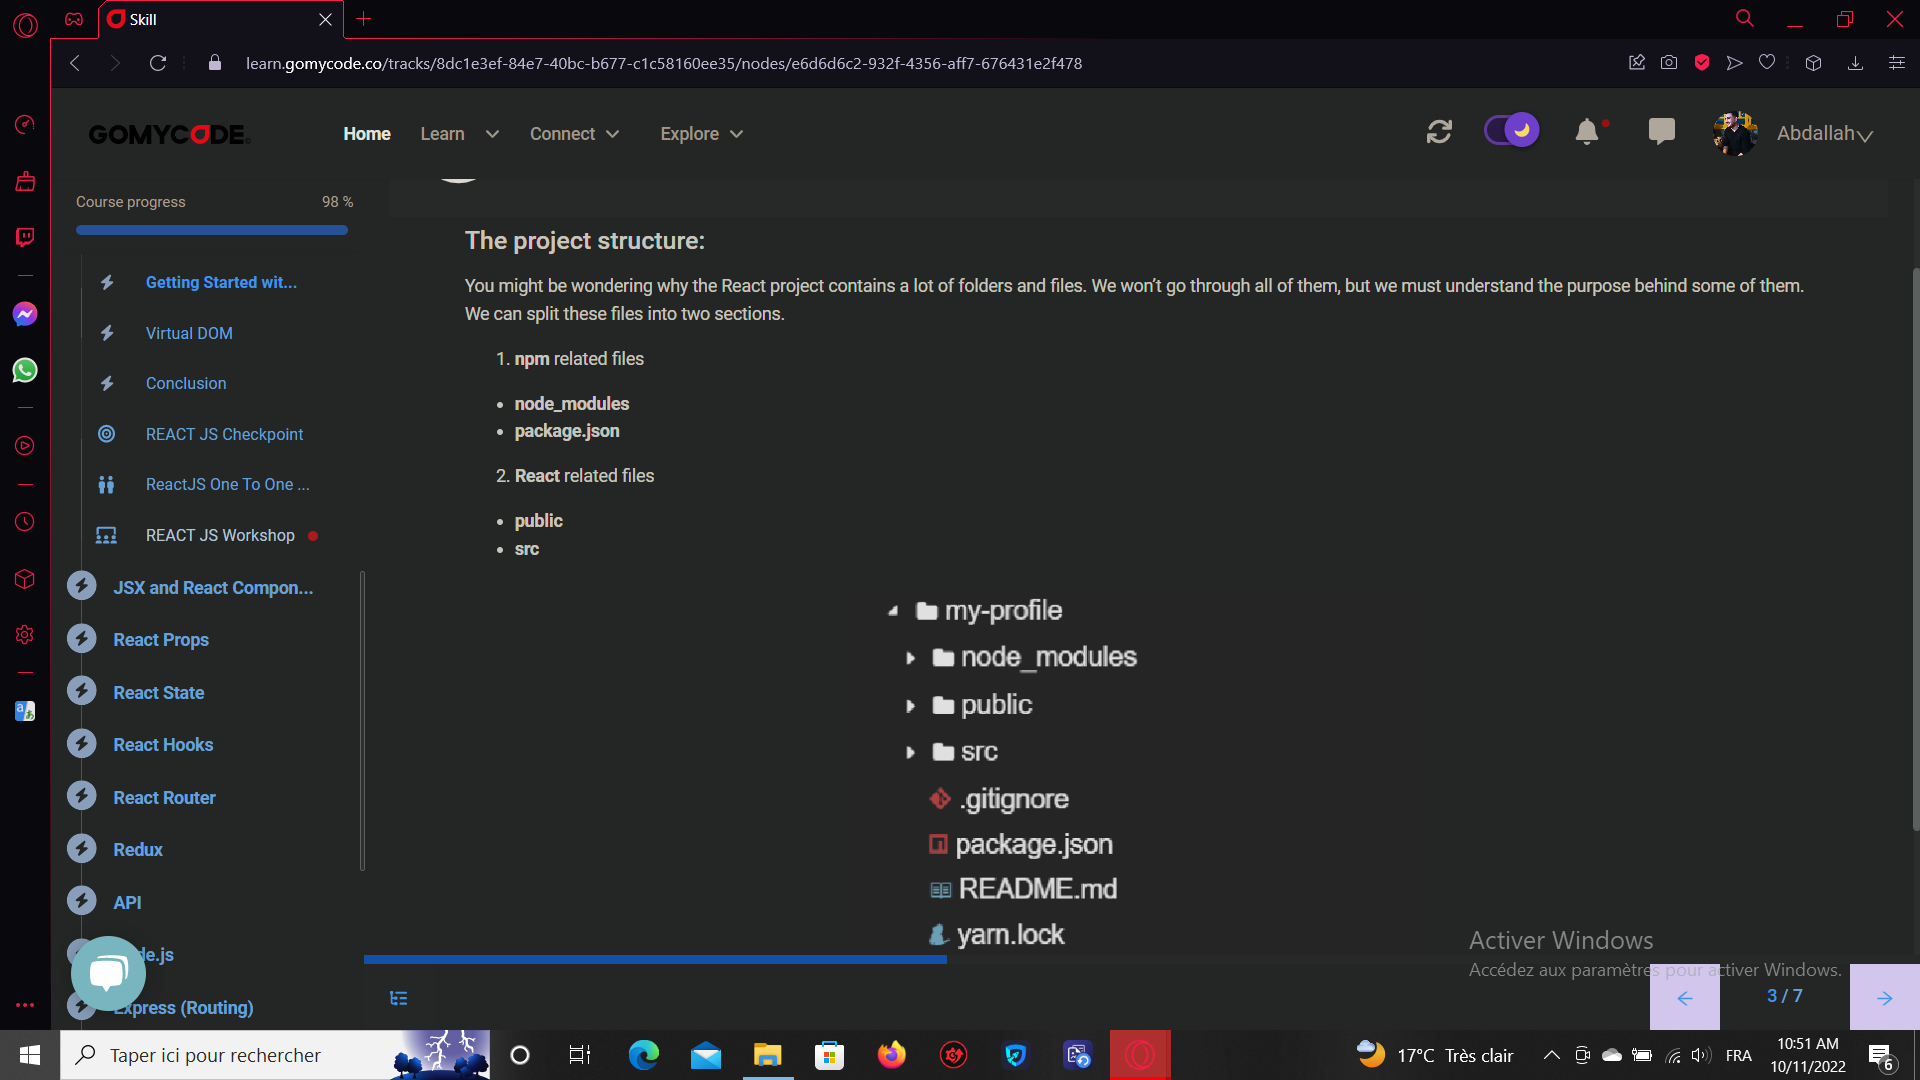 Skill
learn.gomycode.co/tracks/8dc1e3ef-84e7-40bc-b677-c1c58160ee35/nodes/e6d6d6c2-932f-4356-aff7-676431e2f478
GOMYCODE
Home Learn Connect Explore Abdallah
Course progress 98 %
Getting Started wit...
Virtual DOM
Conclusion
REACT JS Checkpoint
ReactJS One To One ...
REACT JS Workshop
JSX and React Compon...
React Props
React State
React Hooks
React Router
Redux
API
de.js
Express (Routing)
The project structure:
You might be wondering why the React project contains a lot of folders and files. We won’t go through all of them, but we must understand the purpose behind some of them.
We can split these files into two sections.
1. npm related files
• node_modules
• package.json
2. React related files
• public
• src
my-profile
node_modules
public
src
.gitignore
package.json
README.md
yarn.lock
Activer Windows
Accédez aux paramètres pour activer Windows.
3 / 7
Taper ici pour rechercher
17°C Très clair
FRA
10:51 AM
10/11/2022
6